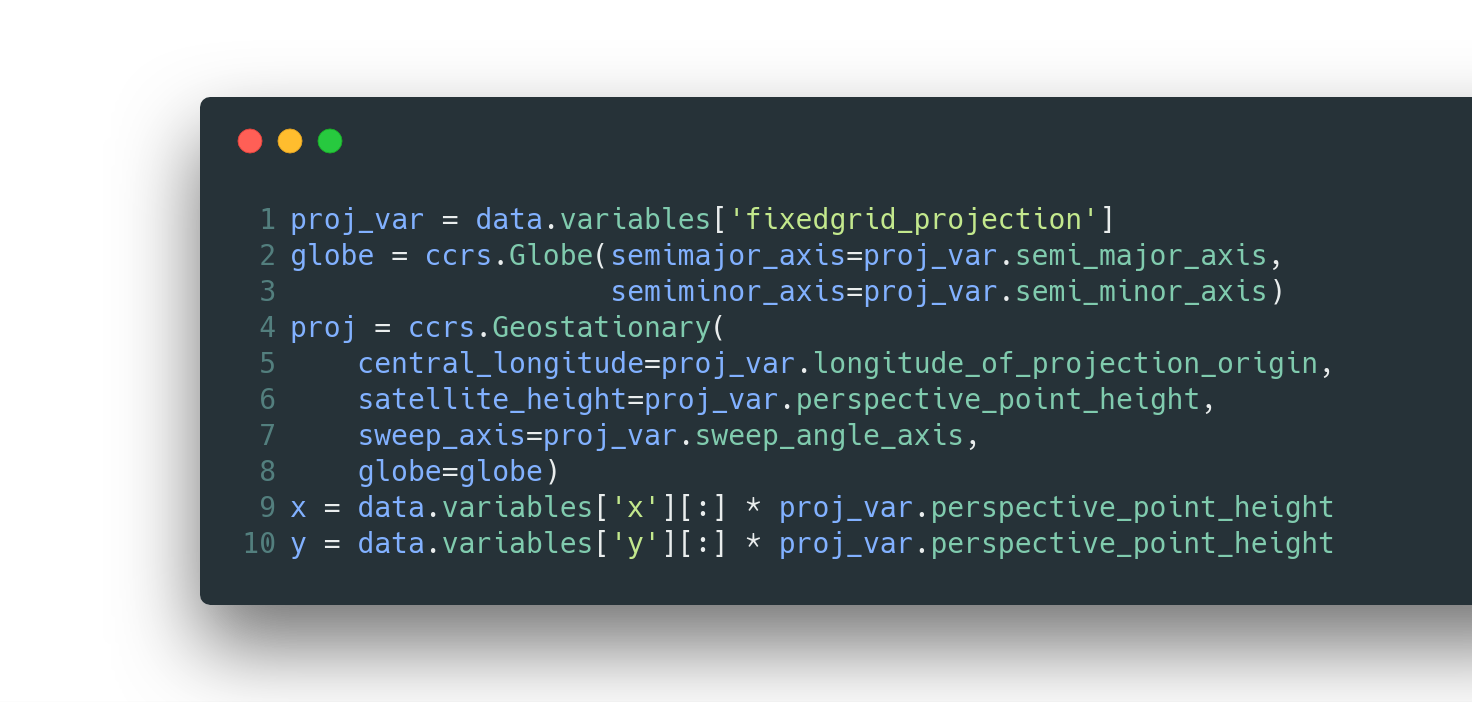 1 proj_var = data.variables['fixedgrid_projection']
2 globe = ccrs.Globe(semimajor_axis=proj_var.semi_major_axis,
3                    semiminor_axis=proj_var.semi_minor_axis)
4 proj = ccrs.Geostationary(
5     central_longitude=proj_var.longitude_of_projection_origin,
6     satellite_height=proj_var.perspective_point_height,
7     sweep_axis=proj_var.sweep_angle_axis,
8     globe=globe)
9 x = data.variables['x'][:] * proj_var.perspective_point_height
10 y = data.variables['y'][:] * proj_var.perspective_point_height